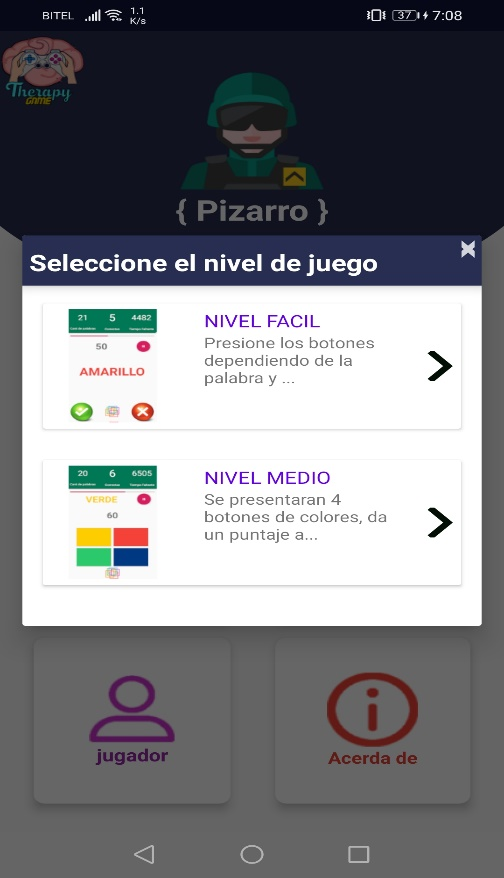 BITEL 1.1 K/s 37 7:08
Therapy
GAME
{ Pizarro }
Seleccione el nivel de juego
21 5 4482
50
AMARILLO
NIVEL FACIL
Presione los botones
dependiendo de la
palabra y ...
20 6 6505
VERDE
60
NIVEL MEDIO
Se presentaran 4
botones de colores, da
un puntaje a...
jugador
Acerda de